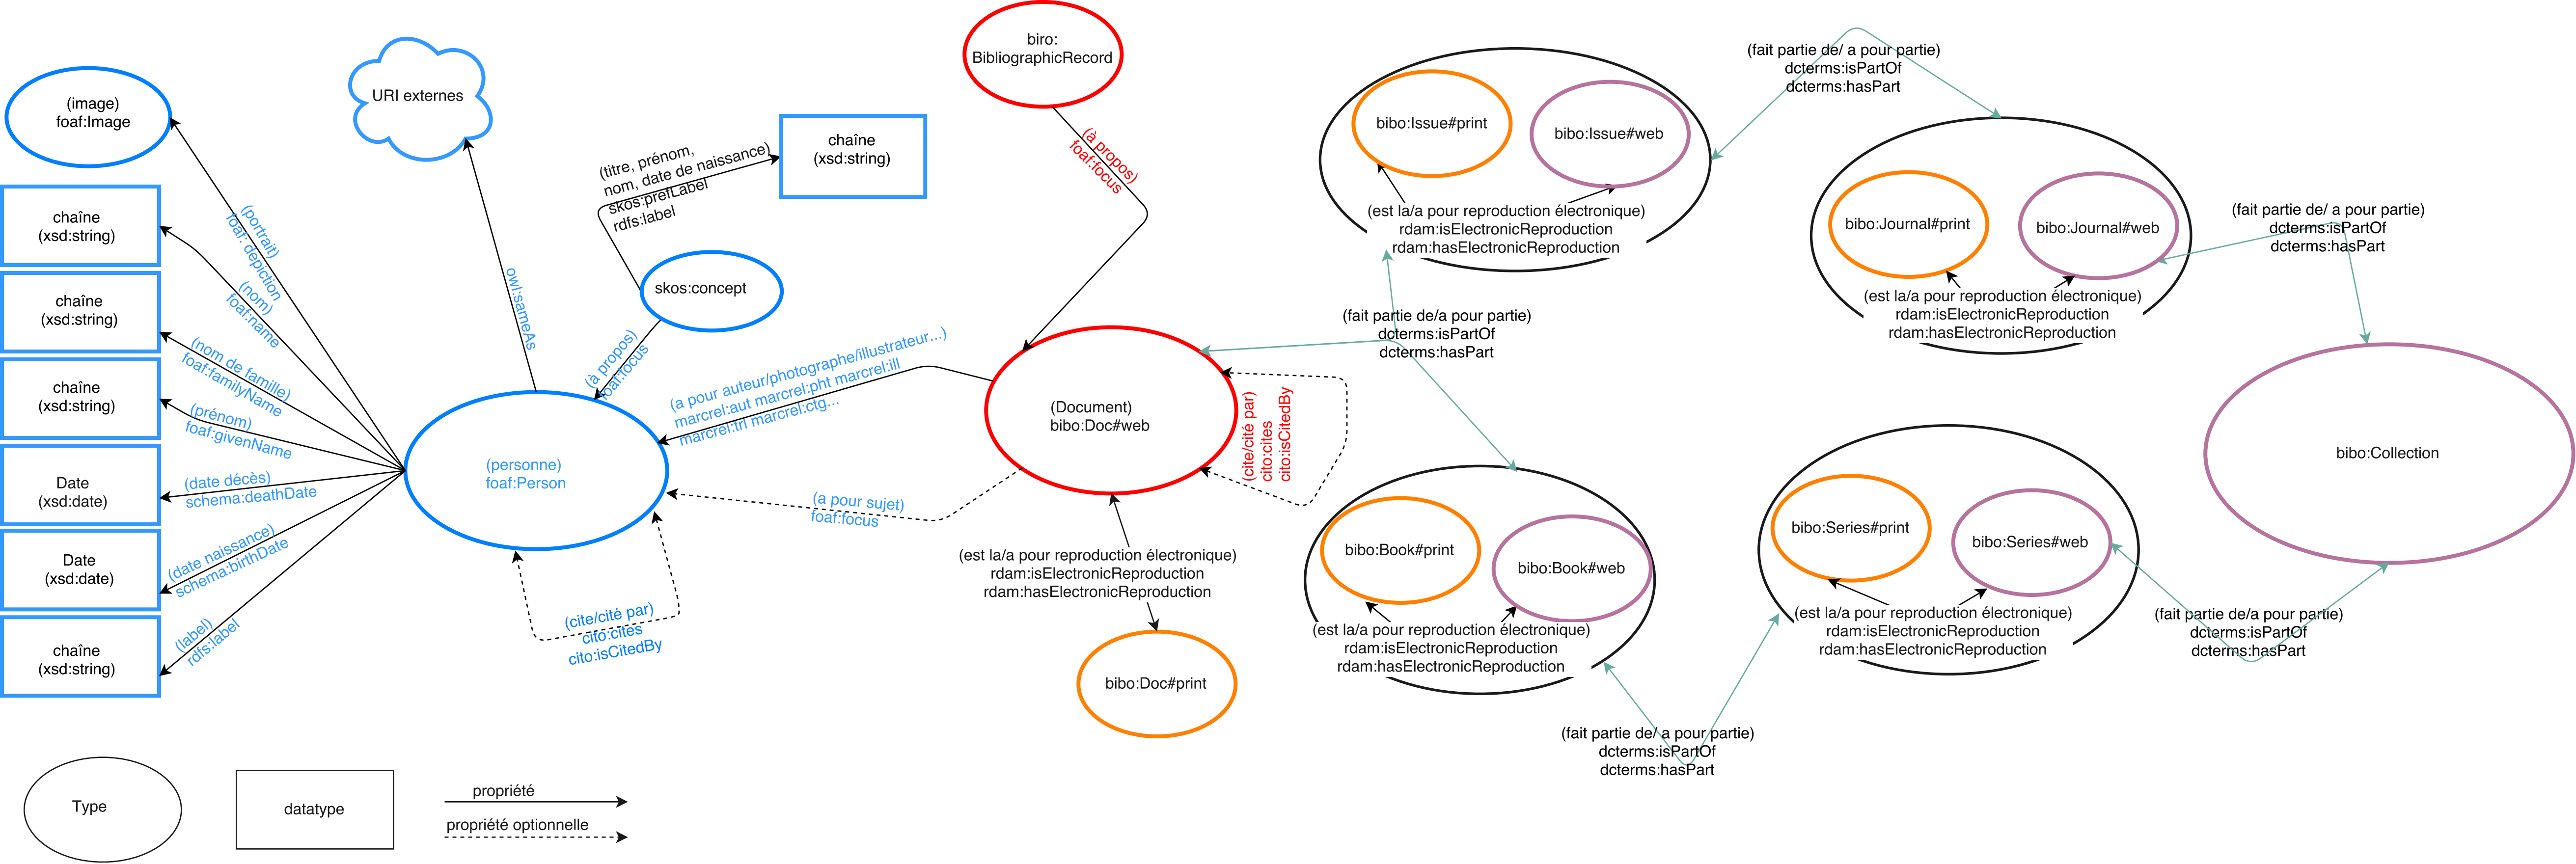 (image)
foaf:Image
chaîne
(xsd:string)
chaîne
(xsd:string)
chaîne
(xsd:string)
Date
(xsd:date)
Date
(xsd:date)
chaîne
(xsd:string)
(portrait)
foaf: depiction
(nom)
foaf:name
(nom de famille)
foaf:familyName
(prénom)
foaf:givenName
(date décès)
schema:deathDate
(date naissance)
schema:birthDate
(label)
rdfs:label
URI externes
owl:sameAs
(titre, prénom,
nom, date de naissance)
skos:prefLabel
rdfs:label
chaîne
(xsd:string)
skos:concept
(à propos)
foaf:focus
(personne)
foaf:Person
(cite/cité par)
cito:cites
cito:isCitedBy
(a pour auteur/photographe/illustrateur...)
marcrel:aut marcrel:pht marcrel:ill
marcrel:trl marcrel:ctg...
(a pour sujet)
foaf:focus
biro:
BibliographicRecord
(à propos)
foaf:focus
(Document)
bibo:Doc#web
(cite/cité par)
cito:cites
cito:isCitedBy
(est la/a pour reproduction électronique)
rdam:isElectronicReproduction
rdam:hasElectronicReproduction
bibo:Doc#print
bibo:Issue#print
bibo:Issue#web
(est la/a pour reproduction électronique)
rdam:isElectronicReproduction
rdam:hasElectronicReproduction
(fait partie de/a pour partie)
dcterms:isPartOf
dcterms:hasPart
bibo:Book#print
bibo:Book#web
(est la/a pour reproduction électronique)
rdam:isElectronicReproduction
rdam:hasElectronicReproduction
(fait partie de/ a pour partie)
dcterms:isPartOf
dcterms:hasPart
bibo:Journal#print
bibo:Journal#web
(est la/a pour reproduction électronique)
rdam:isElectronicReproduction
rdam:hasElectronicReproduction
(fait partie de/ a pour partie)
dcterms:isPartOf
dcterms:hasPart
bibo:Collection
bibo:Series#print
bibo:Series#web
(est la/a pour reproduction électronique)
rdam:isElectronicReproduction
rdam:hasElectronicReproduction
(fait partie de/a pour partie)
dcterms:isPartOf
dcterms:hasPart
(fait partie de/ a pour partie)
dcterms:isPartOf
dcterms:hasPart
Type
datatype
propriété
propriété optionnelle